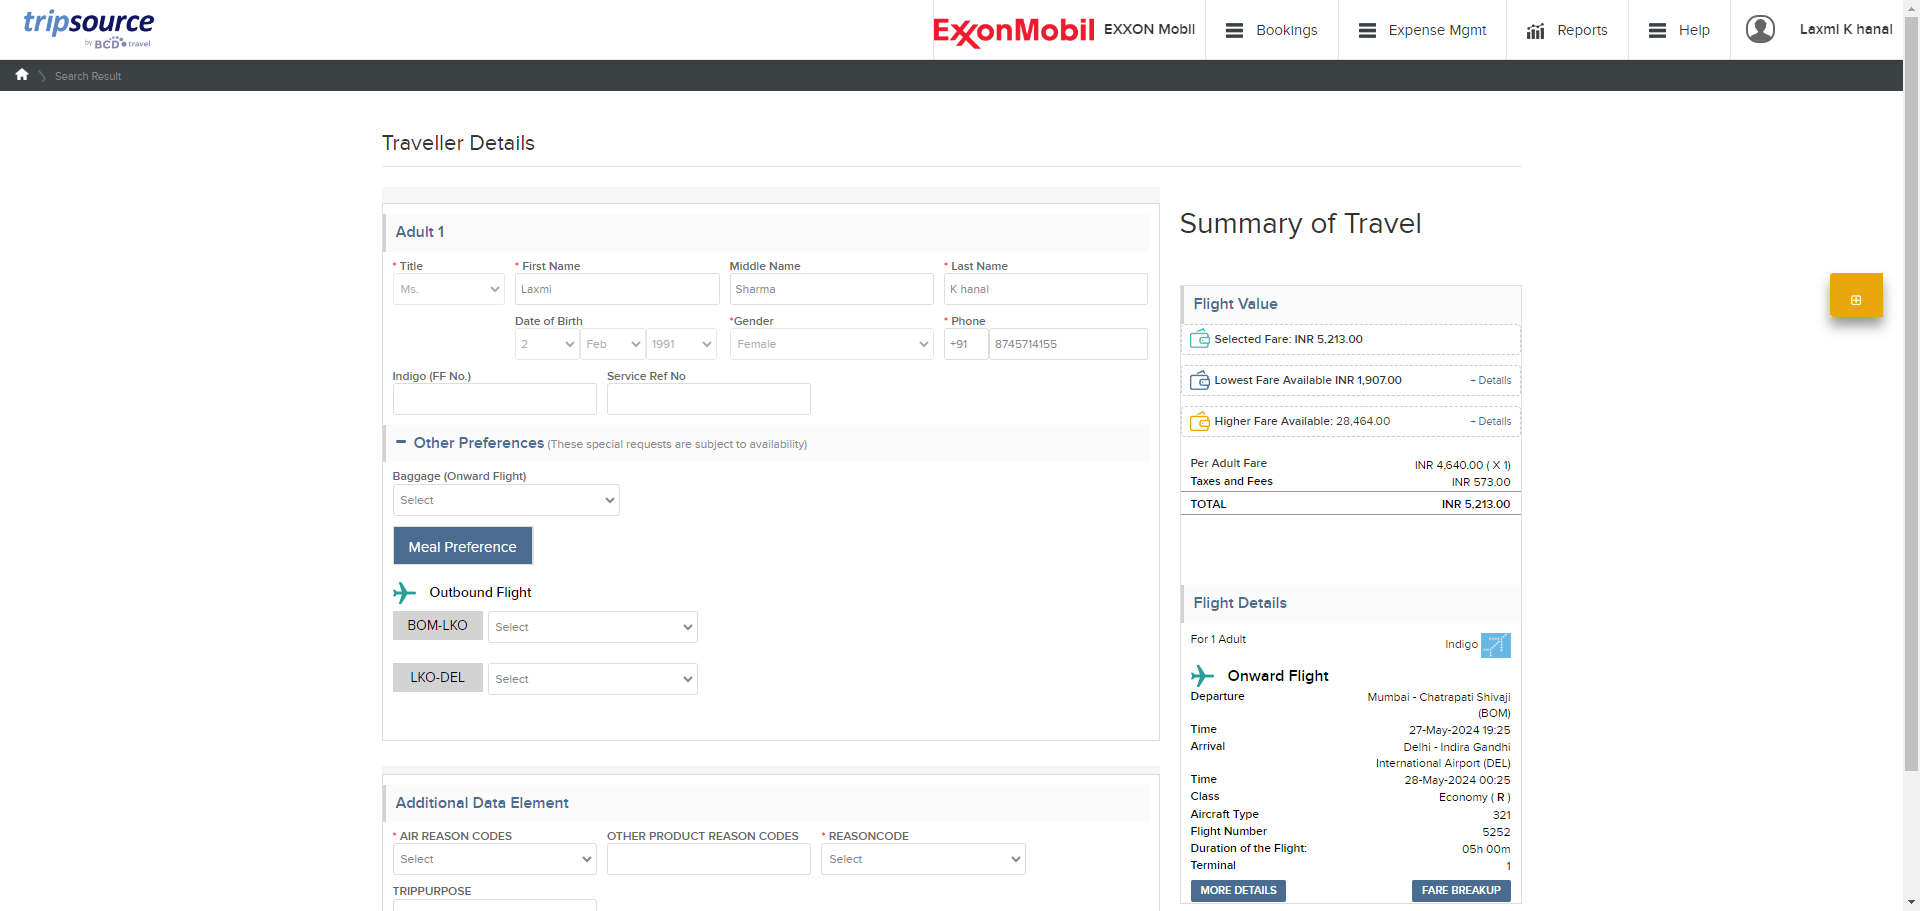 tripsource
by BCD travel
ExxonMobil
EXXON Mobil
Bookings
Expense Mgmt
Reports
Help
Laxmi K hanal
Search Result
Traveller Details
Adult 1
* Title
* First Name
Middle Name
* Last Name
Ms.
Laxmi
Sharma
K hanal
Date of Birth
*Gender
* Phone
2
Feb
1991
Female
+91
8745714155
Indigo (FF No.)
Service Ref No
Other Preferences (These special requests are subject to availability)
Baggage (Onward Flight)
Select
Meal Preference
Outbound Flight
BOM-LKO
Select
LKO-DEL
Select
Additional Data Element
* AIR REASON CODES
OTHER PRODUCT REASON CODES
* REASONCODE
Select
Select
TRIPPURPOSE
Summary of Travel
Flight Value
Selected Fare: INR 5,213.00
Lowest Fare Available INR 1,907.00
+ Details
Higher Fare Available: 28,464.00
+ Details
Per Adult Fare
INR 4,640.00 ( X 1)
Taxes and Fees
INR 573.00
TOTAL
INR 5,213.00
Flight Details
For 1 Adult
Indigo
Onward Flight
Departure
Mumbai - Chatrapati Shivaji
(BOM)
Time
27-May-2024 19:25
Arrival
Delhi - Indira Gandhi
International Airport (DEL)
Time
28-May-2024 00:25
Class
Economy ( R )
Aircraft Type
321
Flight Number
5252
Duration of the Flight:
05h 00m
Terminal
1
MORE DETAILS
FARE BREAKUP